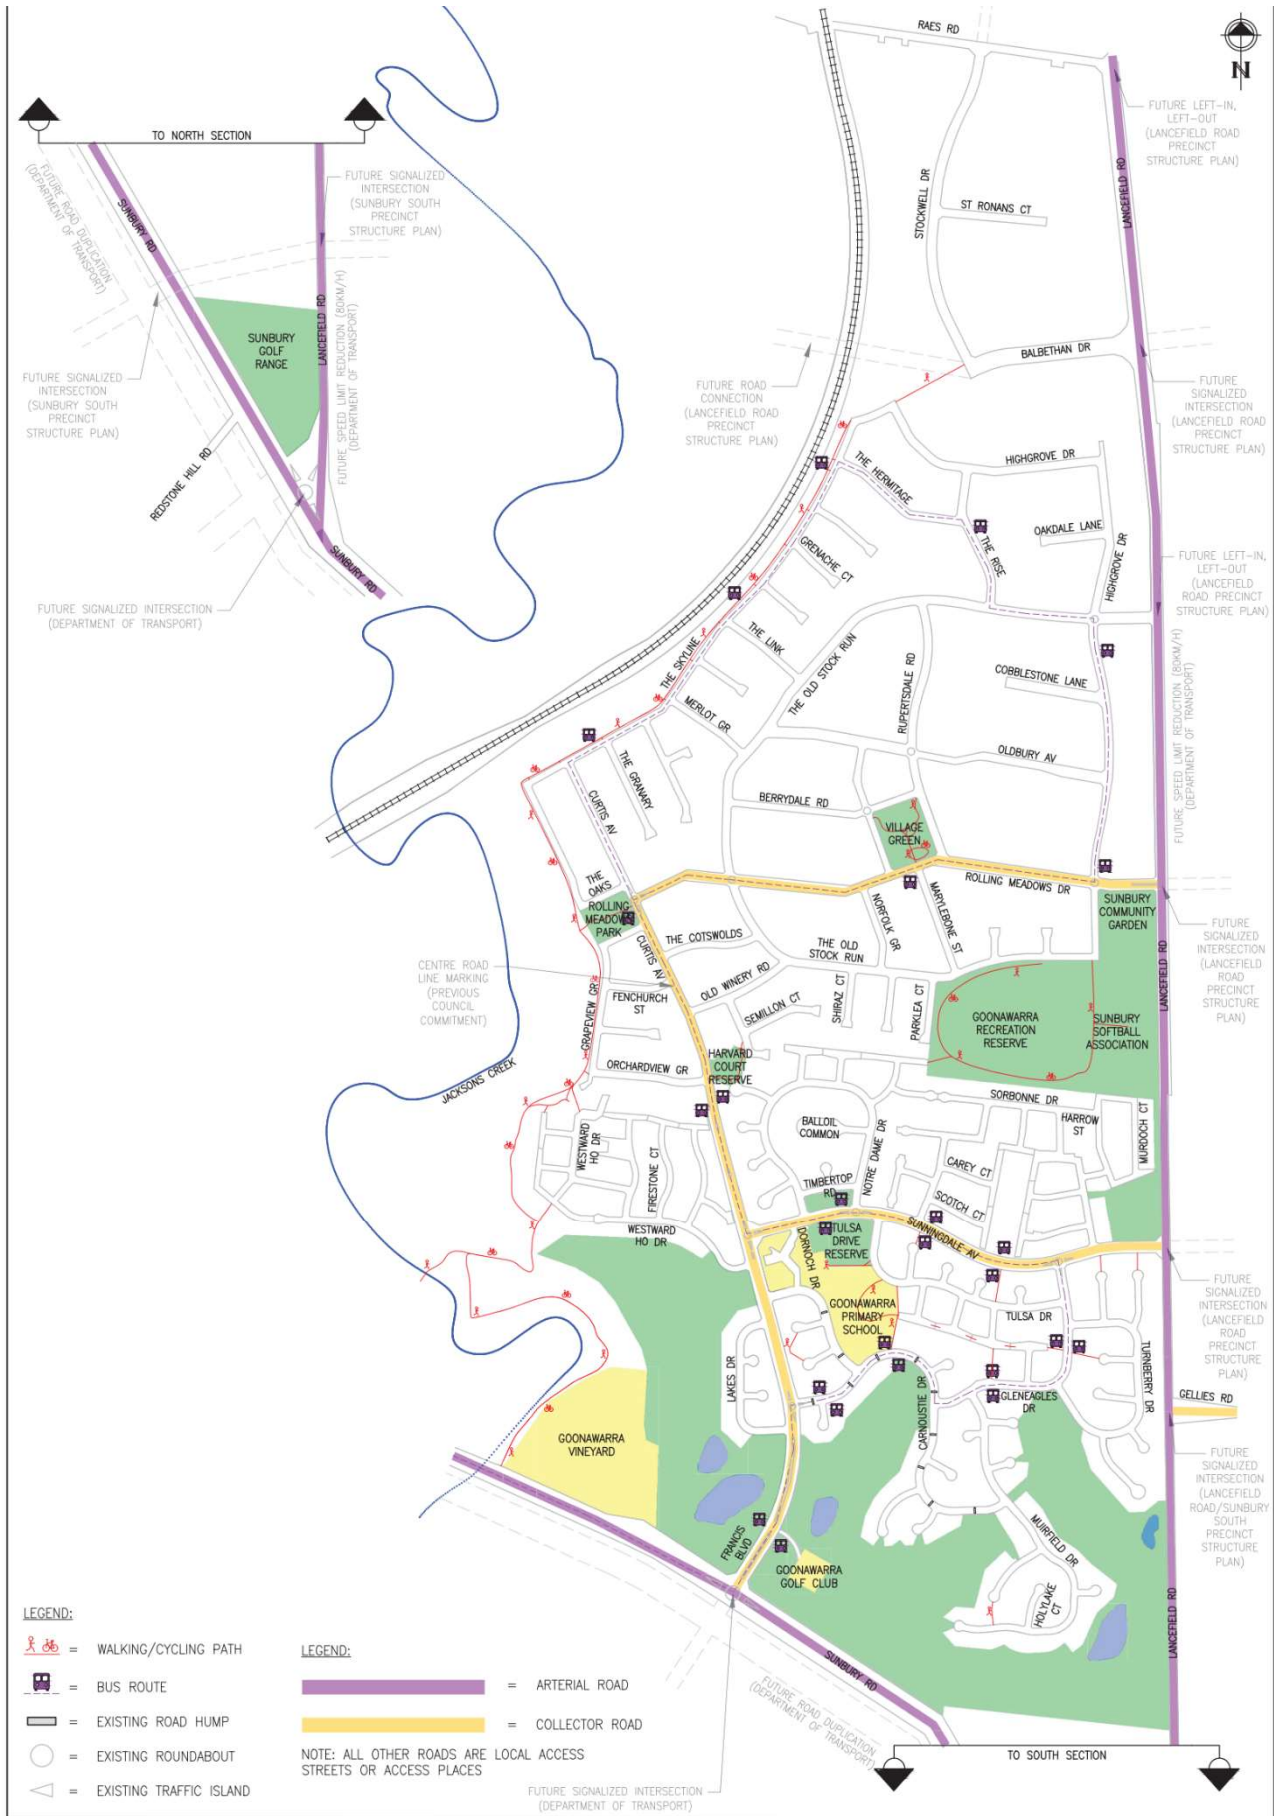 RAES RD
N
FUTURE LEFT-IN,
LEFT-OUT
(LANCEFIELD ROAD
PRECINCT
STRUCTURE PLAN)
TO NORTH SECTION
FUTURE ROAD DUPLICATION
(DEPARTMENT OF TRANSPORT)
SUNBURY RD
FUTURE SIGNALIZED
INTERSECTION
(SUNBURY SOUTH
PRECINCT
STRUCTURE PLAN)
LANCEFIELD RD
FUTURE SPEED LIMIT REDUCTION (80KM/H)
(DEPARTMENT OF TRANSPORT)
SUNBURY
GOLF
RANGE
FUTURE SIGNALIZED
INTERSECTION
(SUNBURY SOUTH
PRECINCT
STRUCTURE PLAN)
REDSTONE HILL RD
SUNBURY RD
FUTURE SIGNALIZED INTERSECTION
(DEPARTMENT OF TRANSPORT)
STOCKWELL DR
ST RONANS CT
LANCEFIELD RD
BALBETHAN DR
FUTURE ROAD
CONNECTION
(LANCEFIELD ROAD
PRECINCT
STRUCTURE PLAN)
FUTURE
SIGNALIZED
INTERSECTION
(LANCEFIELD ROAD
PRECINCT
STRUCTURE PLAN)
THE HERMITAGE
HIGHGROVE DR
OAKDALE LANE
THE RISE
HIGHGROVE DR
GRENACHE CT
FUTURE LEFT-IN,
LEFT-OUT
(LANCEFIELD
ROAD PRECINCT
STRUCTURE PLAN)
THE LINK
THE SKYLINE
THE OLD STOCK RUN
MERLOT GR
RUPERTSDALE RD
COBBLESTONE LANE
OLDBURY AV
FUTURE SPEED LIMIT REDUCTION (80KM/H)
(DEPARTMENT OF TRANSPORT)
THE GRANARY
CURTIS AV
BERRYDALE RD
VILLAGE
GREEN
THE
OAKS
ROLLING MEADOWS DR
ROLLING
MEADOWS
PARK
CURTIS AV
THE COTSWOLDS
NORFOLK GR
MARYLEBONE ST
SUNBURY
COMMUNITY
GARDEN
THE OLD
STOCK RUN
OLD WINERY RD
CENTRE ROAD
LINE MARKING
(PREVIOUS
COUNCIL
COMMITMENT)
FENCHURCH
ST
GRAPEVIEW GR
SEMILLON CT
SHIRAZ CT
PARKLEA CT
GOONAWARRA
RECREATION
RESERVE
SUNBURY
SOFTBALL
ASSOCIATION
LANCEFIELD RD
FUTURE
SIGNALIZED
INTERSECTION
(LANCEFIELD
ROAD
PRECINCT
STRUCTURE
PLAN)
HARVARD
COURT
RESERVE
ORCHARDVIEW GR
JACKSONS CREEK
SORBONNE DR
HARROW
ST
MURDOCH CT
BALLOIL
COMMON
NOTRE DAME DR
WESTWARD
HO DR
FIRESTONE CT
CAREY CT
TIMBERTOP
RD
SCOTCH CT
WESTWARD
HO DR
TULSA
DRIVE
RESERVE
SUNNINGDALE AV
DORNOCH DR
GOONAWARRA
PRIMARY
SCHOOL
TULSA DR
FUTURE
SIGNALIZED
INTERSECTION
(LANCEFIELD
ROAD
PRECINCT
STRUCTURE
PLAN)
LAKES DR
TURNBERRY DR
GLENEAGLES
DR
CARNOUSTIE DR
GELLIES RD
GOONAWARRA
VINEYARD
FUTURE
SIGNALIZED
INTERSECTION
(LANCEFIELD
ROAD/SUNBURY
SOUTH
PRECINCT
STRUCTURE
PLAN)
FRANCIS
BLVD
GOONAWARRA
GOLF CLUB
MUIRFIELD DR
HOLYLAKE
CT
LANCEFIELD RD
SUNBURY RD
FUTURE ROAD DUPLICATION
(DEPARTMENT OF TRANSPORT)
TO SOUTH SECTION
FUTURE SIGNALIZED INTERSECTION
(DEPARTMENT OF TRANSPORT)
LEGEND:
= WALKING/CYCLING PATH
= BUS ROUTE
= EXISTING ROAD HUMP
= EXISTING ROUNDABOUT
= EXISTING TRAFFIC ISLAND
LEGEND:
= ARTERIAL ROAD
= COLLECTOR ROAD
NOTE: ALL OTHER ROADS ARE LOCAL ACCESS
STREETS OR ACCESS PLACES